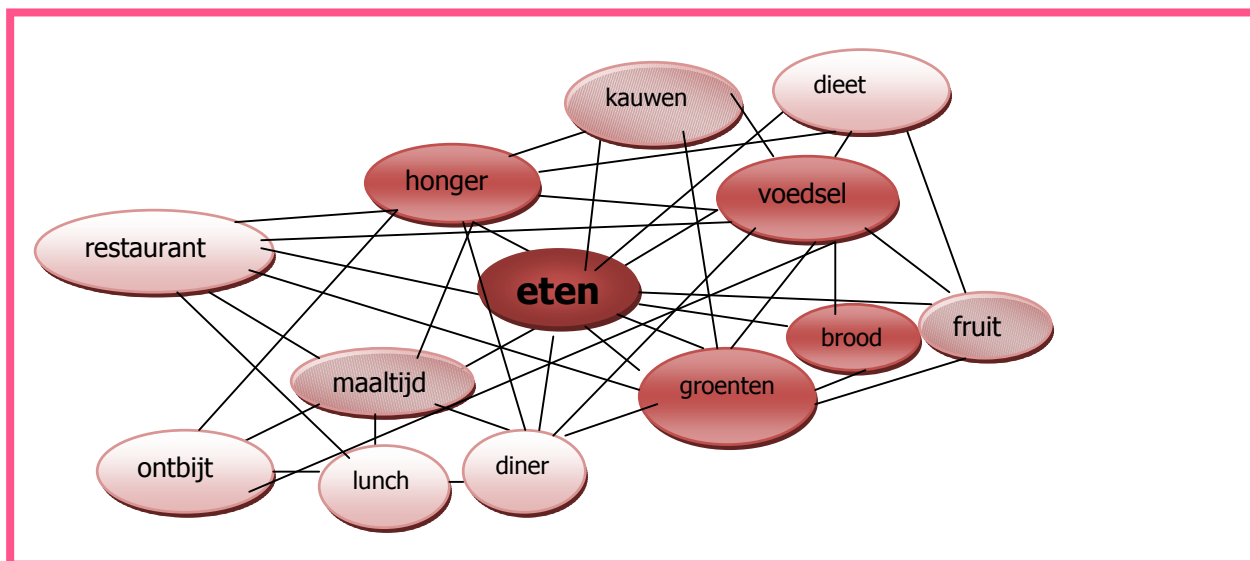 dieet
kauwen
honger
voedsel
restaurant
eten
fruit
brood
maaltijd
groenten
ontbijt
lunch
diner